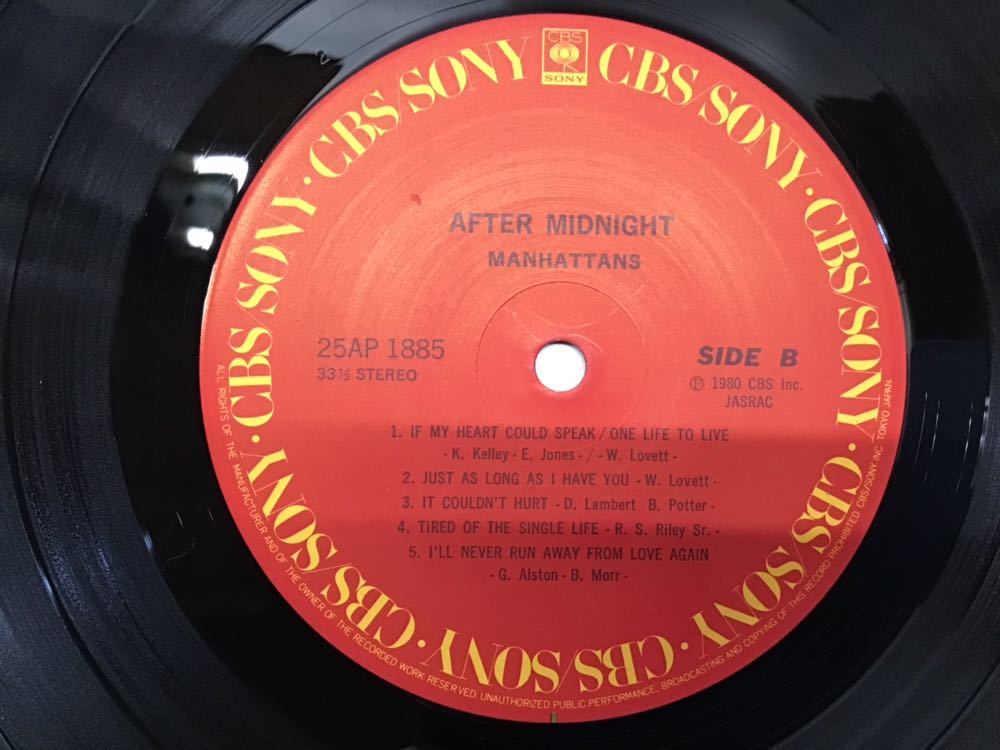 CBS
SONY
CBS/SONY · CBS/SONY · CBS/SONY · CBS/SONY · CBS/SONY · CBS/SONY · CBS/SONY · CBS/SONY
AFTER MIDNIGHT
MANHATTANS
25AP 1885
33⅓ STEREO
SIDE B
Ⓟ 1980 CBS Inc.
JASRAC
1. IF MY HEART COULD SPEAK / ONE LIFE TO LIVE
- K. Kelley - E. Jones - / - W. Lovett -
2. JUST AS LONG AS I HAVE YOU - W. Lovett -
3. IT COULDN'T HURT - D. Lambert B. Potter -
4. TIRED OF THE SINGLE LIFE - R. S. Riley Sr. -
5. I'LL NEVER RUN AWAY FROM LOVE AGAIN
- G. Alston - B. Morr -
ALL RIGHTS OF THE MANUFACTURER AND OF THE OWNER OF THE RECORDED WORK RESERVED. UNAUTHORIZED PUBLIC PERFORMANCE, BROADCASTING AND COPYING OF THIS RECORD PROHIBITED. CBS/SONY INC. TOKYO JAPAN.